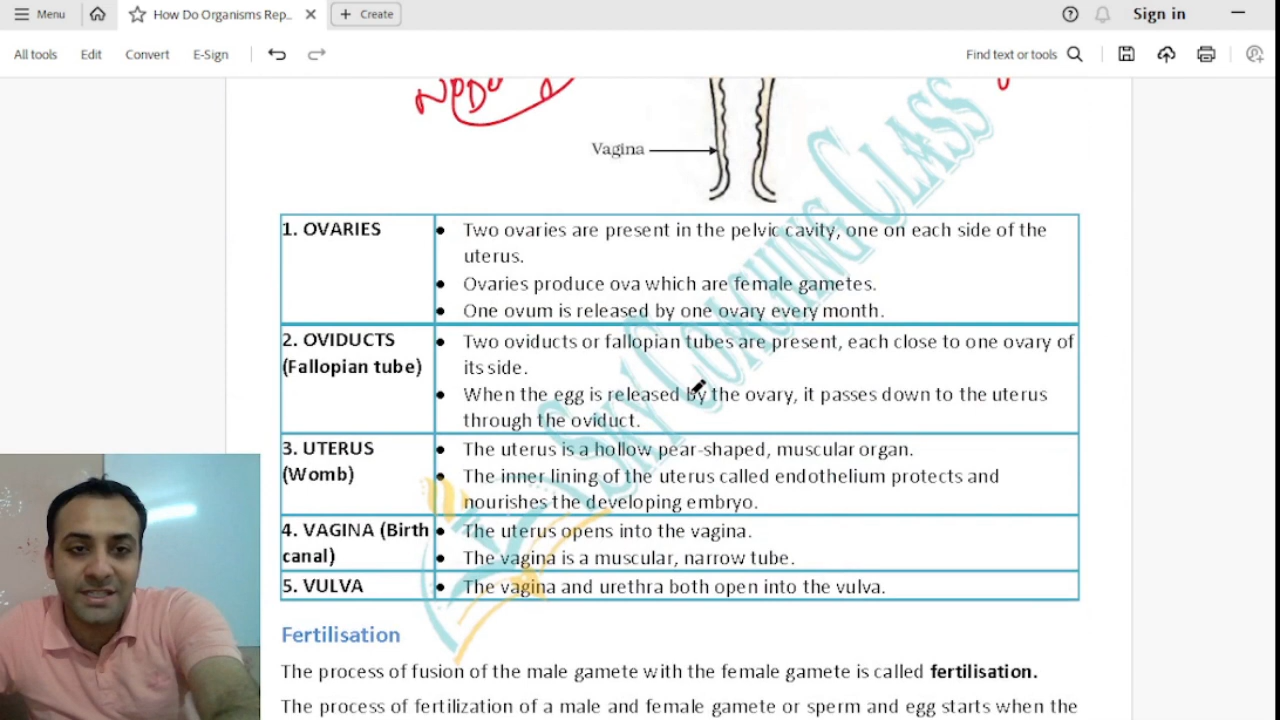 Menu
How Do Organisms Rep...
Create
Sign in
All tools
Edit
Convert
E-Sign
Find text or tools
Vagina
1. OVARIES
Two ovaries are present in the pelvic cavity, one on each side of the
uterus.
Ovaries produce ova which are female gametes.
One ovum is released by one ovary every month.
2. OVIDUCTS
(Fallopian tube)
Two oviducts or fallopian tubes are present, each close to one ovary of
its side.
When the egg is released by the ovary, it passes down to the uterus
through the oviduct.
3. UTERUS
(Womb)
The uterus is a hollow pear-shaped, muscular organ.
The inner lining of the uterus called endothelium protects and
nourishes the developing embryo.
4. VAGINA (Birth
canal)
The uterus opens into the vagina.
The vagina is a muscular, narrow tube.
5. VULVA
The vagina and urethra both open into the vulva.
Fertilisation
The process of fusion of the male gamete with the female gamete is called fertilisation.
The process of fertilization of a male and female gamete or sperm and egg starts when the
ASKY COACHING CLASS